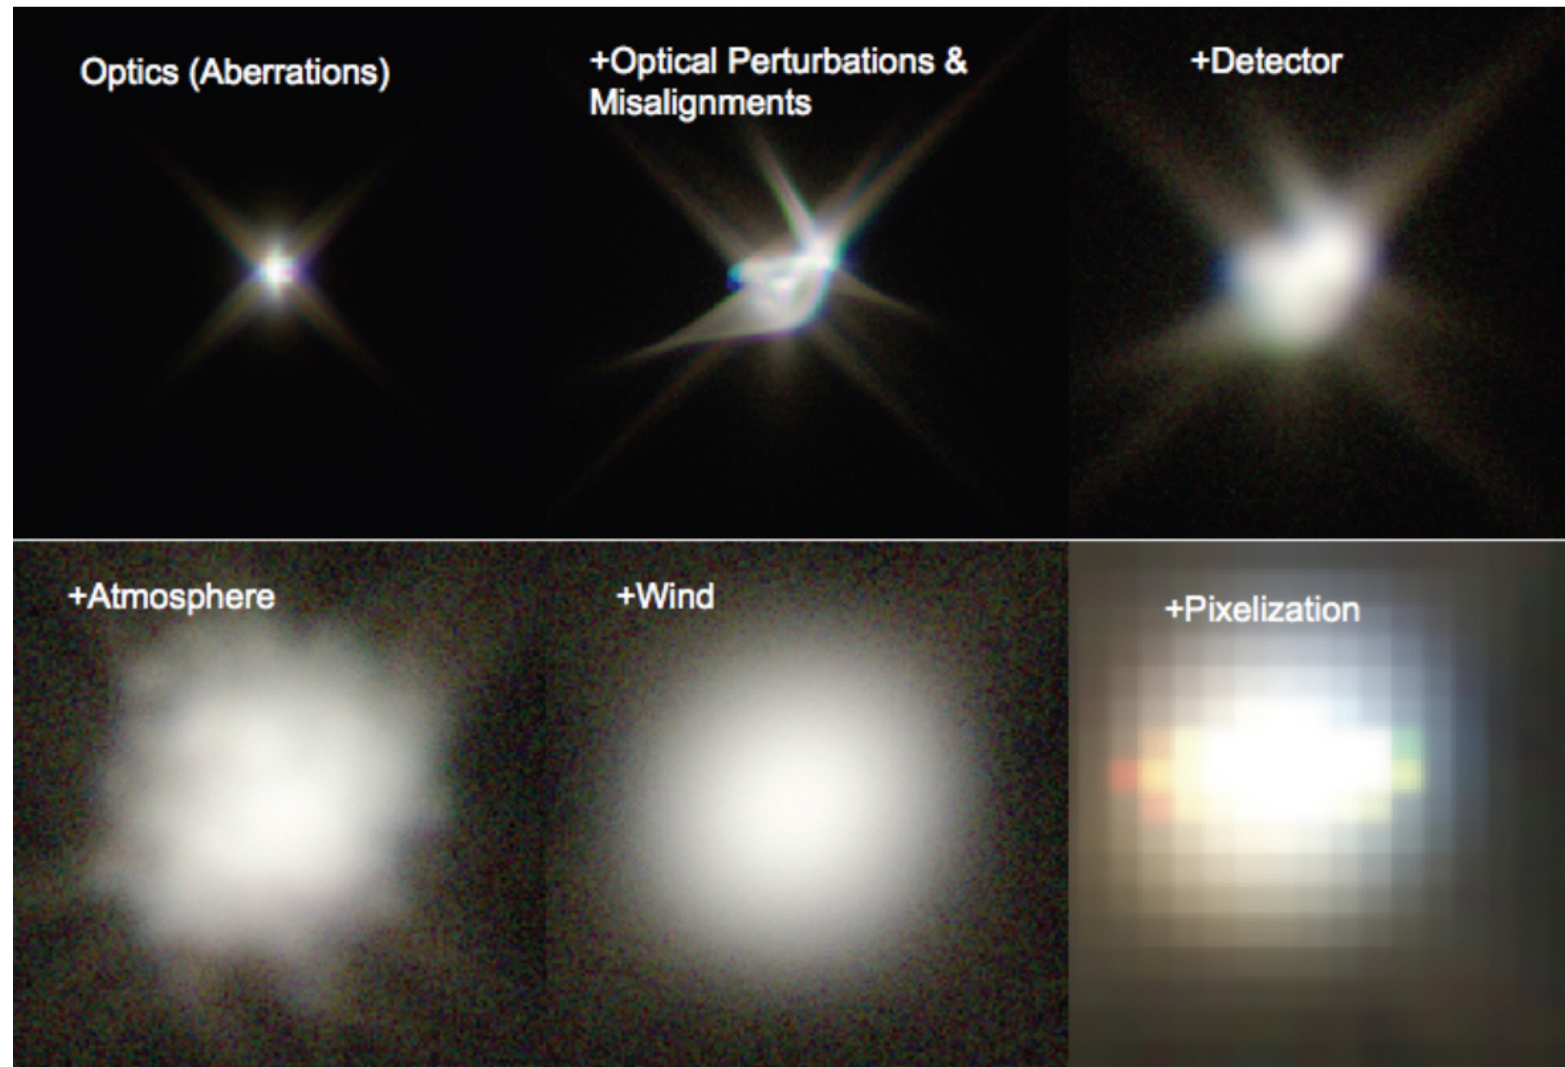 Optics (Aberrations)
+Optical Perturbations &
Misalignments
+Detector
+Atmosphere
+Wind
+Pixelization